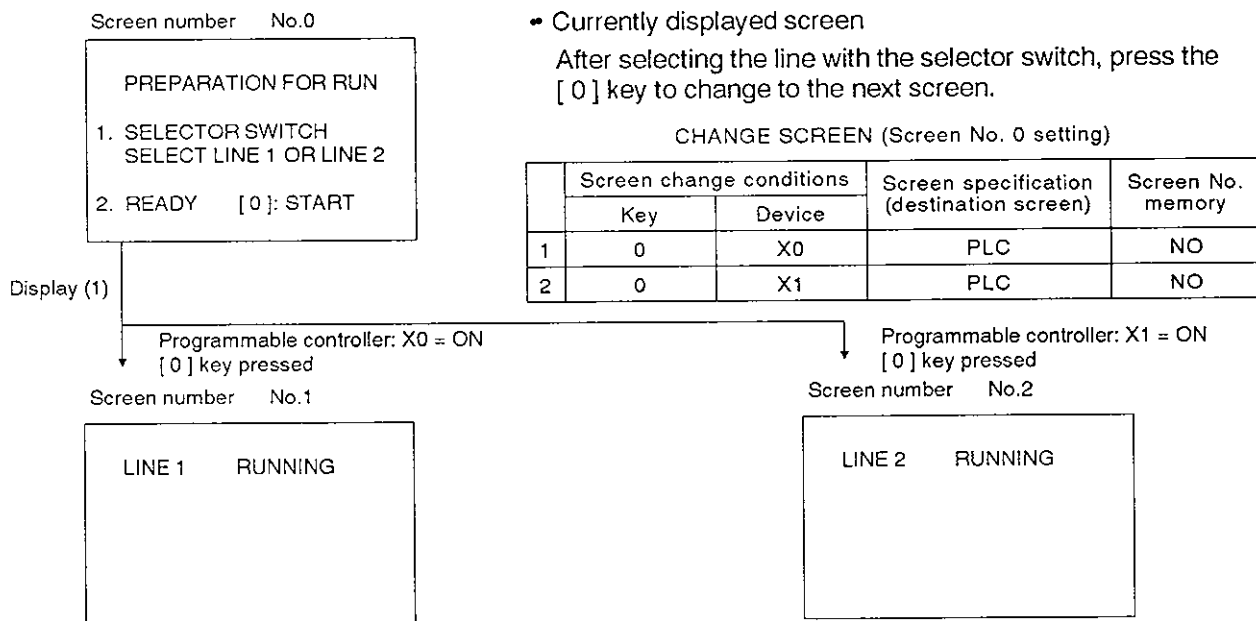 Screen number No.0
PREPARATION FOR RUN
1. SELECTOR SWITCH
SELECT LINE 1 OR LINE 2
2. READY [ 0 ]: START
Currently displayed screen
After selecting the line with the selector switch, press the
[ 0 ] key to change to the next screen.
CHANGE SCREEN (Screen No. 0 setting)
Screen change conditions Screen specification (destination screen) Screen No. memory
Key Device
1 0 X0 PLC NO
2 0 X1 PLC NO
Display (1)
Programmable controller: X0 = ON
[ 0 ] key pressed
Screen number No.1
LINE 1 RUNNING
Programmable controller: X1 = ON
[ 0 ] key pressed
Screen number No.2
LINE 2 RUNNING